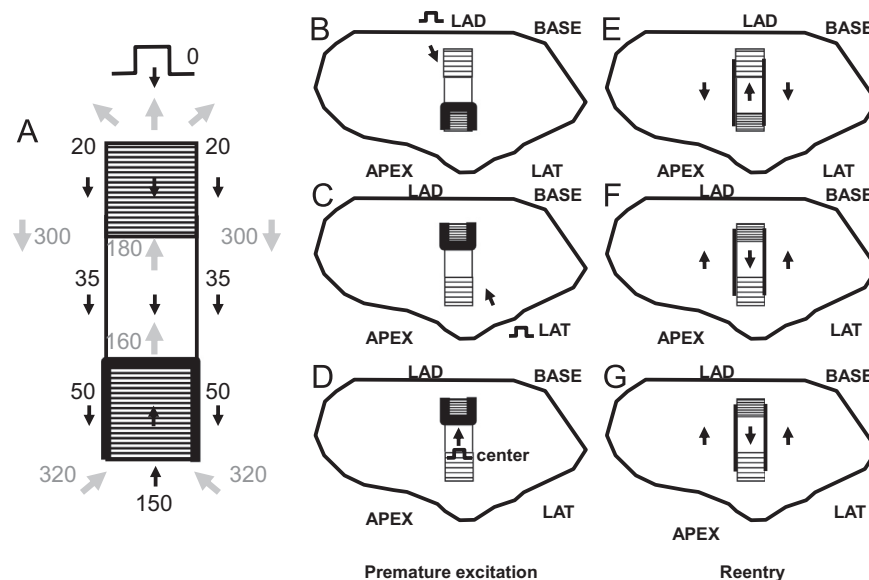 B
LAD
BASE
E
LAD
BASE
0
A
20
20
APEX
LAT
APEX
LAT
C
LAD
BASE
F
LAD
BASE
300
300
180
35
35
160
APEX
LAT
APEX
LAT
D
LAD
BASE
G
LAD
BASE
50
50
center
320
320
150
APEX
LAT
APEX
LAT
Premature excitation
Reentry